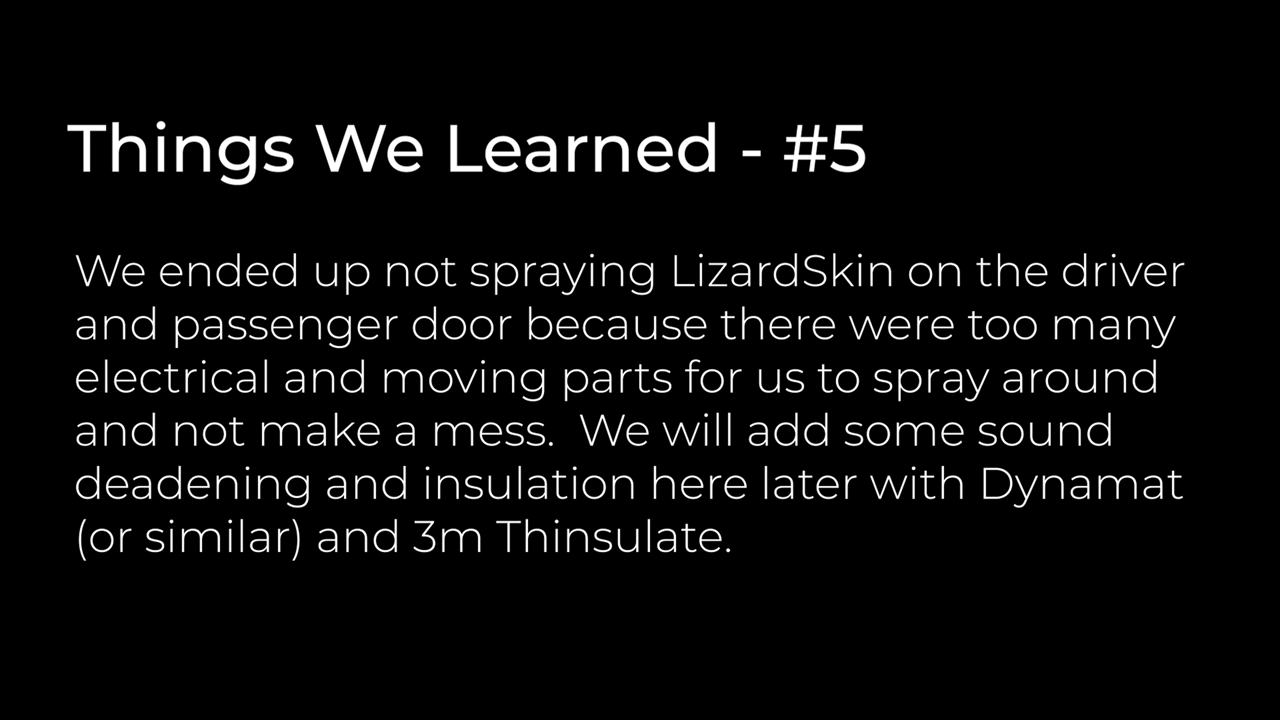 Things We Learned - #5
We ended up not spraying LizardSkin on the driver
and passenger door because there were too many
electrical and moving parts for us to spray around
and not make a mess.  We will add some sound
deadening and insulation here later with Dynamat
(or similar) and 3m Thinsulate.